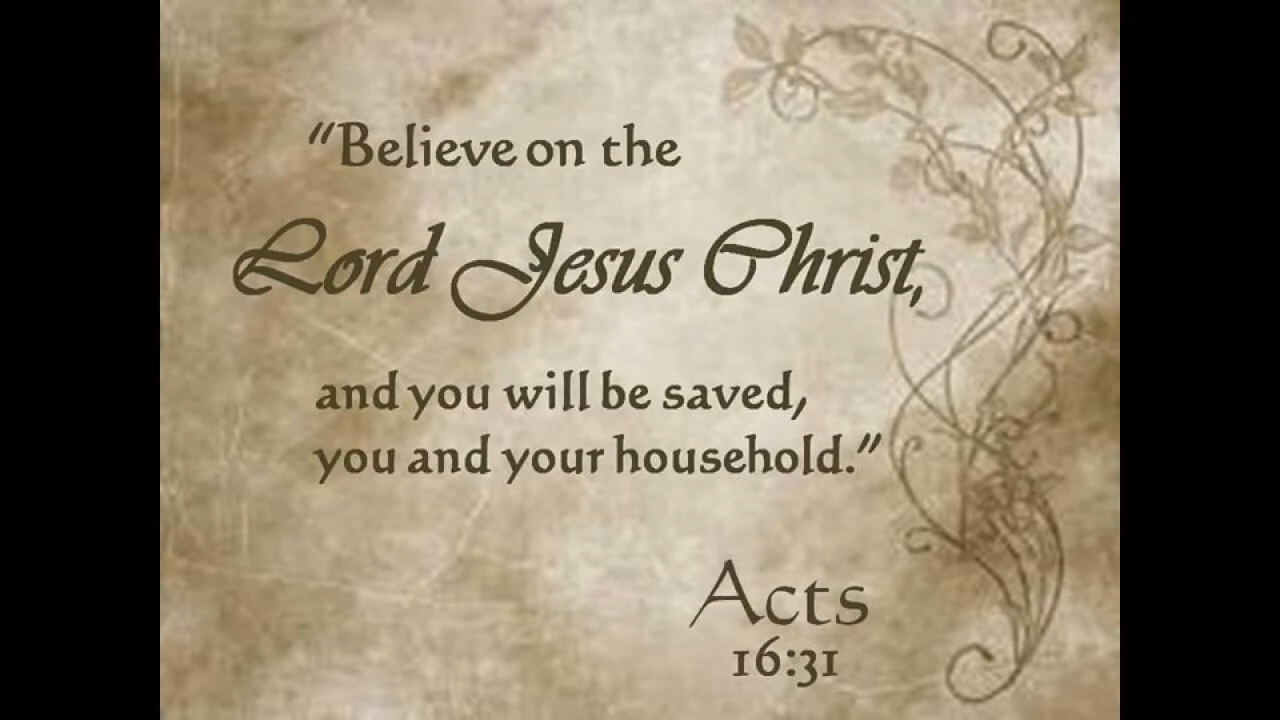 “Believe on the
Lord Jesus Christ,
and you will be saved,
you and your household.”
Acts
16:31